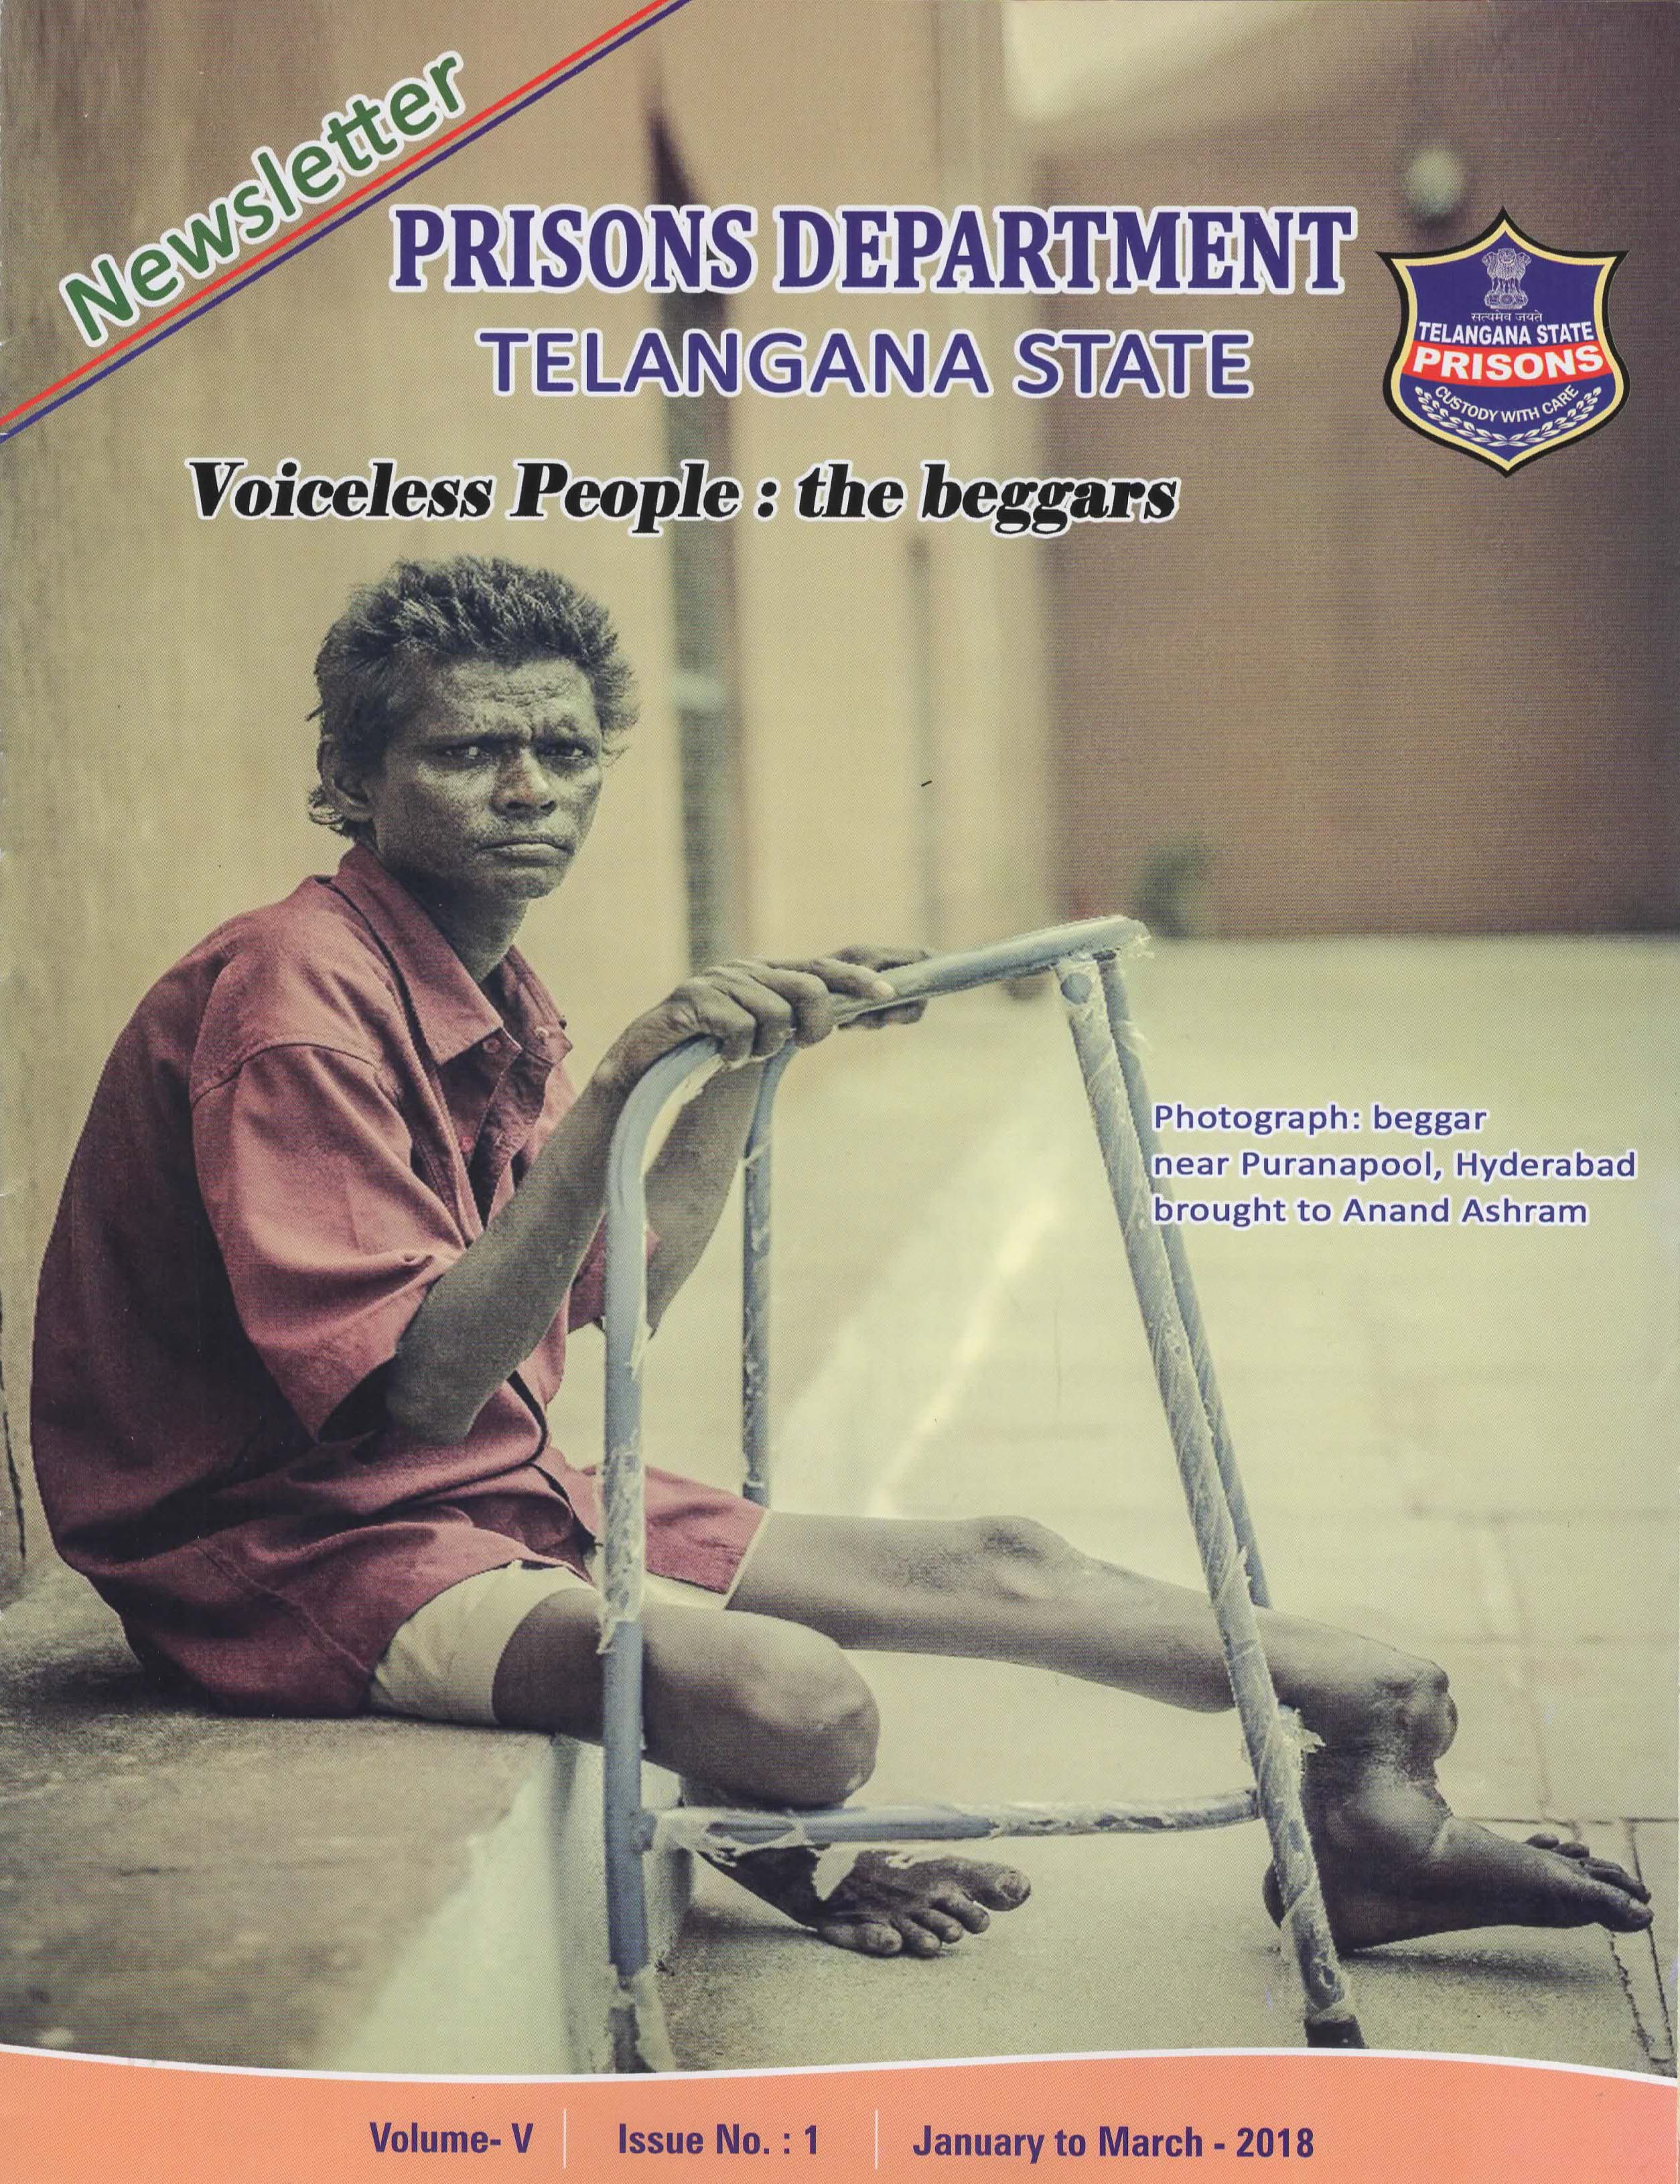 Newsletter
PRISONS DEPARTMENT
TELANGANA STATE
सत्यमेव जयते
TELANGANA STATE
PRISONS
CUSTODY WITH CARE
Voiceless People : the beggars
Photograph: beggar
near Puranapool, Hyderabad
brought to Anand Ashram
Volume- V
Issue No. : 1
January to March - 2018